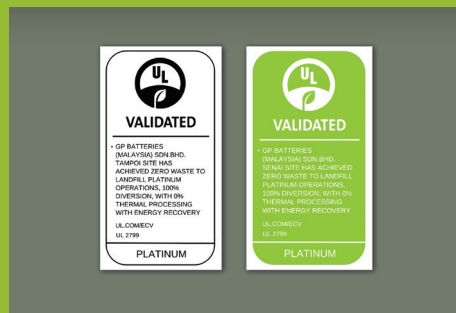 UL
VALIDATED
• GP BATTERIES
(MALAYSIA) SDN.BHD.
TAMPOI SITE HAS
ACHIEVED ZERO WASTE TO
LANDFILL PLATINUM
OPERATIONS, 100%
DIVERSION, WITH 0%
THERMAL PROCESSING
WITH ENERGY RECOVERY
UL.COM/ECV
UL 2799
PLATINUM
UL
VALIDATED
• GP BATTERIES
(MALAYSIA) SDN.BHD.
SENAI SITE HAS ACHIEVED
ZERO WASTE TO LANDFILL
PLATINUM OPERATIONS,
100% DIVERSION, WITH 0%
THERMAL PROCESSING
WITH ENERGY RECOVERY
UL.COM/ECV
UL 2799
PLATINUM